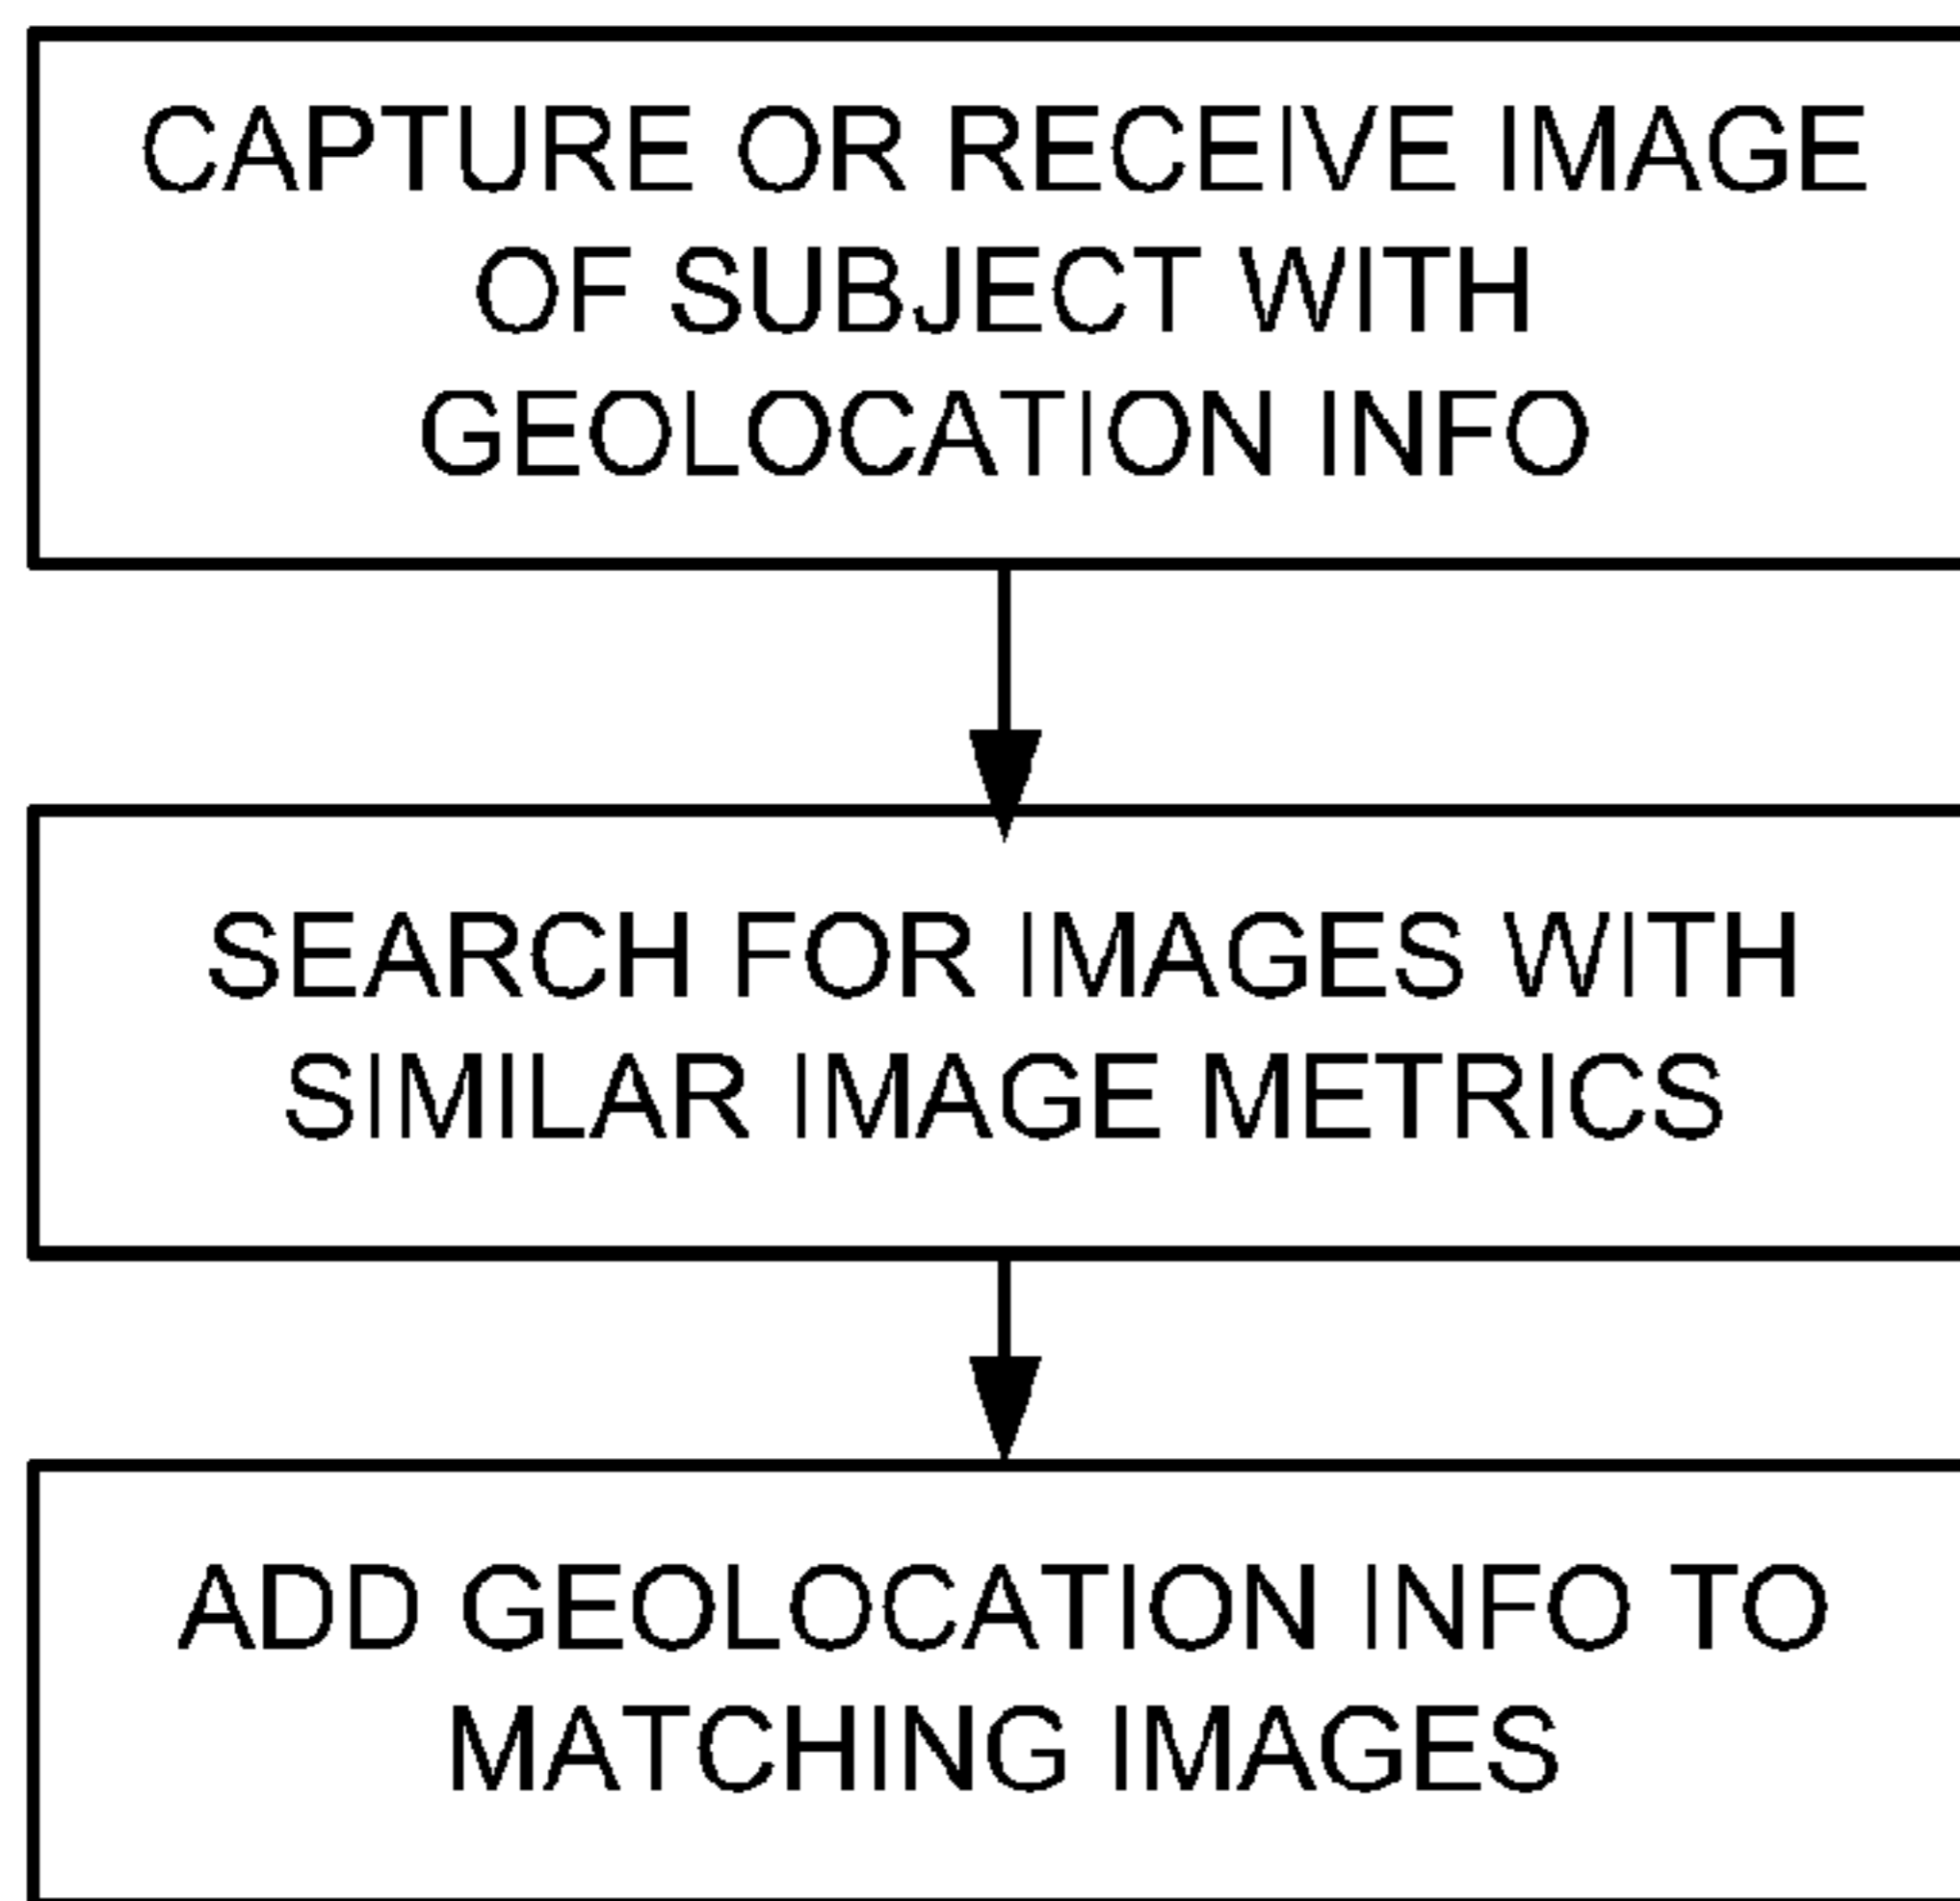 CAPTURE OR RECEIVE IMAGE
OF SUBJECT WITH
GEOLOCATION INFO
SEARCH FOR IMAGES WITH
SIMILAR IMAGE METRICS
ADD GEOLOCATION INFO TO
MATCHING IMAGES